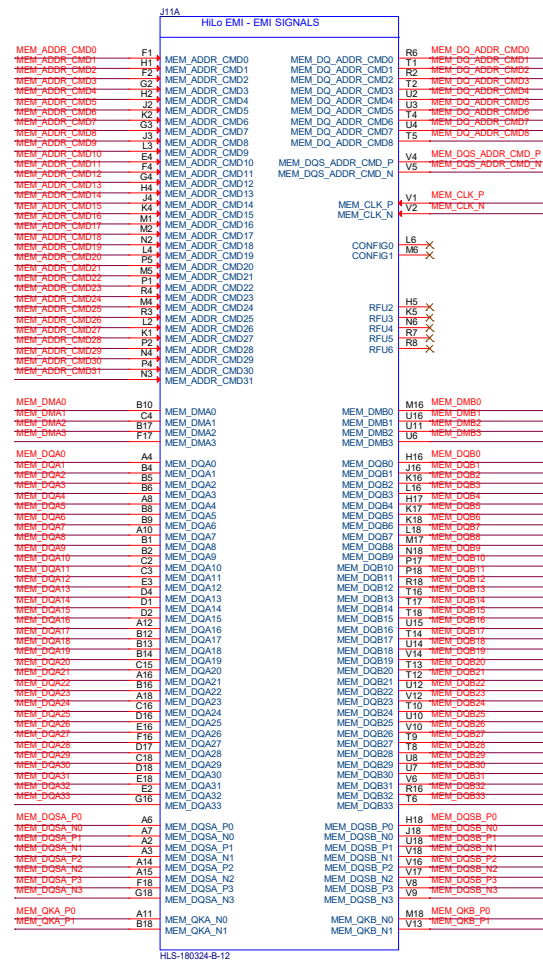 J11A
HiLo EMI - EMI SIGNALS
MEM_ADDR_CMD0 F1 MEM_ADDR_CMD0 MEM_DQ_ADDR_CMD0 R6 MEM_DQ_ADDR_CMD0
MEM_ADDR_CMD1 H1 MEM_ADDR_CMD1 MEM_DQ_ADDR_CMD1 T1 MEM_DQ_ADDR_CMD1
MEM_ADDR_CMD2 F2 MEM_ADDR_CMD2 MEM_DQ_ADDR_CMD2 R2 MEM_DQ_ADDR_CMD2
MEM_ADDR_CMD3 G2 MEM_ADDR_CMD3 MEM_DQ_ADDR_CMD3 T2 MEM_DQ_ADDR_CMD3
MEM_ADDR_CMD4 H2 MEM_ADDR_CMD4 MEM_DQ_ADDR_CMD4 U2 MEM_DQ_ADDR_CMD4
MEM_ADDR_CMD5 J2 MEM_ADDR_CMD5 MEM_DQ_ADDR_CMD5 U3 MEM_DQ_ADDR_CMD5
MEM_ADDR_CMD6 K2 MEM_ADDR_CMD6 MEM_DQ_ADDR_CMD6 T4 MEM_DQ_ADDR_CMD6
MEM_ADDR_CMD7 G3 MEM_ADDR_CMD7 MEM_DQ_ADDR_CMD7 U4 MEM_DQ_ADDR_CMD7
MEM_ADDR_CMD8 J3 MEM_ADDR_CMD8 MEM_DQ_ADDR_CMD8 T5 MEM_DQ_ADDR_CMD8
MEM_ADDR_CMD9 L3 MEM_ADDR_CMD9
MEM_ADDR_CMD10 E4 MEM_ADDR_CMD10 MEM_DQS_ADDR_CMD_P V4 MEM_DQS_ADDR_CMD_P
MEM_ADDR_CMD11 F4 MEM_ADDR_CMD11 MEM_DQS_ADDR_CMD_N V5 MEM_DQS_ADDR_CMD_N
MEM_ADDR_CMD12 G4 MEM_ADDR_CMD12
MEM_ADDR_CMD13 H4 MEM_ADDR_CMD13
MEM_ADDR_CMD14 J4 MEM_ADDR_CMD14 MEM_CLK_P V1 MEM_CLK_P
MEM_ADDR_CMD15 K4 MEM_ADDR_CMD15 MEM_CLK_N V2 MEM_CLK_N
MEM_ADDR_CMD16 M1 MEM_ADDR_CMD16
MEM_ADDR_CMD17 M2 MEM_ADDR_CMD17
MEM_ADDR_CMD18 N2 MEM_ADDR_CMD18 CONFIG0 L6
MEM_ADDR_CMD19 L4 MEM_ADDR_CMD19 CONFIG1 M6
MEM_ADDR_CMD20 P5 MEM_ADDR_CMD20
MEM_ADDR_CMD21 M5 MEM_ADDR_CMD21
MEM_ADDR_CMD22 P1 MEM_ADDR_CMD22
MEM_ADDR_CMD23 R4 MEM_ADDR_CMD23
MEM_ADDR_CMD24 M4 MEM_ADDR_CMD24 RFU2 H5
MEM_ADDR_CMD25 R3 MEM_ADDR_CMD25 RFU3 K5
MEM_ADDR_CMD26 L2 MEM_ADDR_CMD26 RFU4 N6
MEM_ADDR_CMD27 K1 MEM_ADDR_CMD27 RFU5 R7
MEM_ADDR_CMD28 P2 MEM_ADDR_CMD28 RFU6 R8
MEM_ADDR_CMD29 N4 MEM_ADDR_CMD29
MEM_ADDR_CMD30 P4 MEM_ADDR_CMD30
MEM_ADDR_CMD31 N3 MEM_ADDR_CMD31
MEM_DMA0 B10 MEM_DMA0 MEM_DMB0 M16 MEM_DMB0
MEM_DMA1 C4 MEM_DMA1 MEM_DMB1 U16 MEM_DMB1
MEM_DMA2 B17 MEM_DMA2 MEM_DMB2 U11 MEM_DMB2
MEM_DMA3 F17 MEM_DMA3 MEM_DMB3 U6 MEM_DMB3
MEM_DQA0 A4 MEM_DQA0 MEM_DQB0 H16 MEM_DQB0
MEM_DQA1 B4 MEM_DQA1 MEM_DQB1 J16 MEM_DQB1
MEM_DQA2 B5 MEM_DQA2 MEM_DQB2 K16 MEM_DQB2
MEM_DQA3 B6 MEM_DQA3 MEM_DQB3 L16 MEM_DQB3
MEM_DQA4 A8 MEM_DQA4 MEM_DQB4 H17 MEM_DQB4
MEM_DQA5 B8 MEM_DQA5 MEM_DQB5 K17 MEM_DQB5
MEM_DQA6 B9 MEM_DQA6 MEM_DQB6 K18 MEM_DQB6
MEM_DQA7 A10 MEM_DQA7 MEM_DQB7 L18 MEM_DQB7
MEM_DQA8 B1 MEM_DQA8 MEM_DQB8 M17 MEM_DQB8
MEM_DQA9 B2 MEM_DQA9 MEM_DQB9 N18 MEM_DQB9
MEM_DQA10 C2 MEM_DQA10 MEM_DQB10 P17 MEM_DQB10
MEM_DQA11 C3 MEM_DQA11 MEM_DQB11 P18 MEM_DQB11
MEM_DQA12 E3 MEM_DQA12 MEM_DQB12 R18 MEM_DQB12
MEM_DQA13 D4 MEM_DQA13 MEM_DQB13 T16 MEM_DQB13
MEM_DQA14 D1 MEM_DQA14 MEM_DQB14 T17 MEM_DQB14
MEM_DQA15 D2 MEM_DQA15 MEM_DQB15 T18 MEM_DQB15
MEM_DQA16 A12 MEM_DQA16 MEM_DQB16 U15 MEM_DQB16
MEM_DQA17 B12 MEM_DQA17 MEM_DQB17 T14 MEM_DQB17
MEM_DQA18 B13 MEM_DQA18 MEM_DQB18 U14 MEM_DQB18
MEM_DQA19 B14 MEM_DQA19 MEM_DQB19 V14 MEM_DQB19
MEM_DQA20 C15 MEM_DQA20 MEM_DQB20 T13 MEM_DQB20
MEM_DQA21 A16 MEM_DQA21 MEM_DQB21 T12 MEM_DQB21
MEM_DQA22 B16 MEM_DQA22 MEM_DQB22 U12 MEM_DQB22
MEM_DQA23 A18 MEM_DQA23 MEM_DQB23 V12 MEM_DQB23
MEM_DQA24 C16 MEM_DQA24 MEM_DQB24 T10 MEM_DQB24
MEM_DQA25 D16 MEM_DQA25 MEM_DQB25 U10 MEM_DQB25
MEM_DQA26 E16 MEM_DQA26 MEM_DQB26 V10 MEM_DQB26
MEM_DQA27 F16 MEM_DQA27 MEM_DQB27 T9 MEM_DQB27
MEM_DQA28 D17 MEM_DQA28 MEM_DQB28 T8 MEM_DQB28
MEM_DQA29 C18 MEM_DQA29 MEM_DQB29 U8 MEM_DQB29
MEM_DQA30 D18 MEM_DQA30 MEM_DQB30 U7 MEM_DQB30
MEM_DQA31 E18 MEM_DQA31 MEM_DQB31 V6 MEM_DQB31
MEM_DQA32 E2 MEM_DQA32 MEM_DQB32 R16 MEM_DQB32
MEM_DQA33 G16 MEM_DQA33 MEM_DQB33 T6 MEM_DQB33
MEM_DQSA_P0 A6 MEM_DQSA_P0 MEM_DQSB_P0 H18 MEM_DQSB_P0
MEM_DQSA_N0 A7 MEM_DQSA_N0 MEM_DQSB_N0 J18 MEM_DQSB_N0
MEM_DQSA_P1 A2 MEM_DQSA_P1 MEM_DQSB_P1 U18 MEM_DQSB_P1
MEM_DQSA_N1 A3 MEM_DQSA_N1 MEM_DQSB_N1 V18 MEM_DQSB_N1
MEM_DQSA_P2 A14 MEM_DQSA_P2 MEM_DQSB_P2 V16 MEM_DQSB_P2
MEM_DQSA_N2 A15 MEM_DQSA_N2 MEM_DQSB_N2 V17 MEM_DQSB_N2
MEM_DQSA_P3 F18 MEM_DQSA_P3 MEM_DQSB_P3 V8 MEM_DQSB_P3
MEM_DQSA_N3 G18 MEM_DQSA_N3 MEM_DQSB_N3 V9 MEM_DQSB_N3
MEM_QKA_P0 A11 MEM_QKA_N0 MEM_QKB_N0 M18 MEM_QKB_P0
MEM_QKA_P1 B18 MEM_QKA_N1 MEM_QKB_N1 V13 MEM_QKB_P1
HLS-180324-B-12